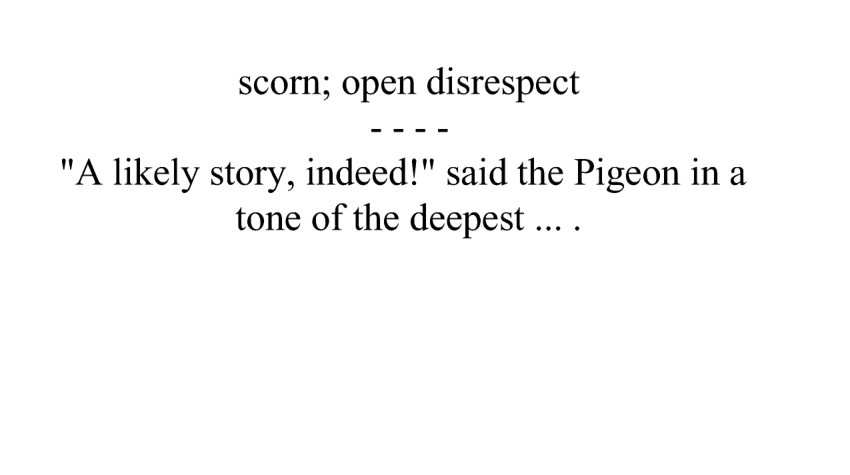 scorn; open disrespect
- - - -
"A likely story, indeed!" said the Pigeon in a
tone of the deepest ... .